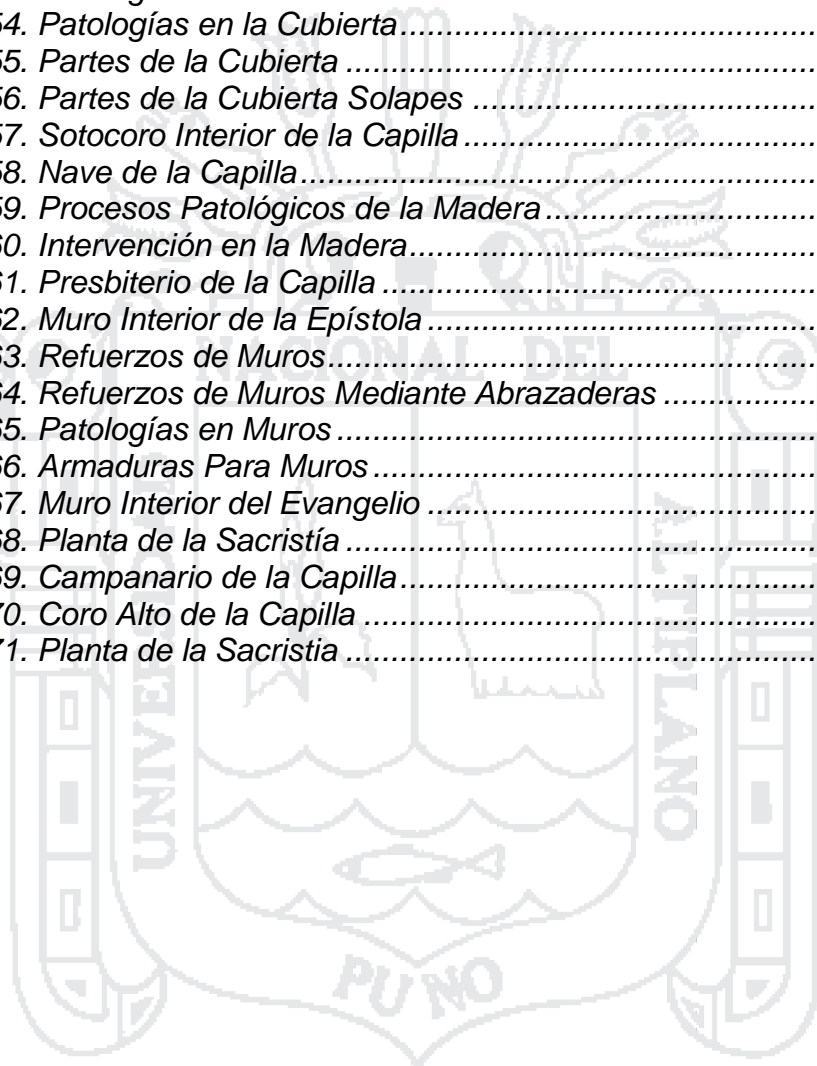 54. Patologías en la Cubierta..................................................
55. Partes de la Cubierta ........................................................
56. Partes de la Cubierta Solapes .........................................
57. Sotocoro Interior de la Capilla ..........................................
58. Nave de la Capilla.............................................................
59. Procesos Patológicos de la Madera .................................
60. Intervención en la Madera.................................................
61. Presbiterio de la Capilla ....................................................
62. Muro Interior de la Epístola ...............................................
63. Refuerzos de Muros..........................................................
64. Refuerzos de Muros Mediante Abrazaderas ....................
65. Patologías en Muros .........................................................
66. Armaduras Para Muros .....................................................
67. Muro Interior del Evangelio ...............................................
68. Planta de la Sacristía ........................................................
69. Campanario de la Capilla..................................................
70. Coro Alto de la Capilla ......................................................
71. Planta de la Sacristia ........................................................
UNIVERSIDAD NACIONAL DEL ALTIPLANO
PUNO